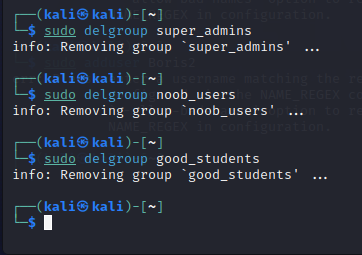 ┌──(kali㉿kali)-[~]
└─$ sudo delgroup super_admins
info: Removing group `super_admins' ...

┌──(kali㉿kali)-[~]
└─$ sudo delgroup noob_users
info: Removing group `noob_users' ...

┌──(kali㉿kali)-[~]
└─$ sudo delgroup good_students
info: Removing group `good_students' ...

┌──(kali㉿kali)-[~]
└─$